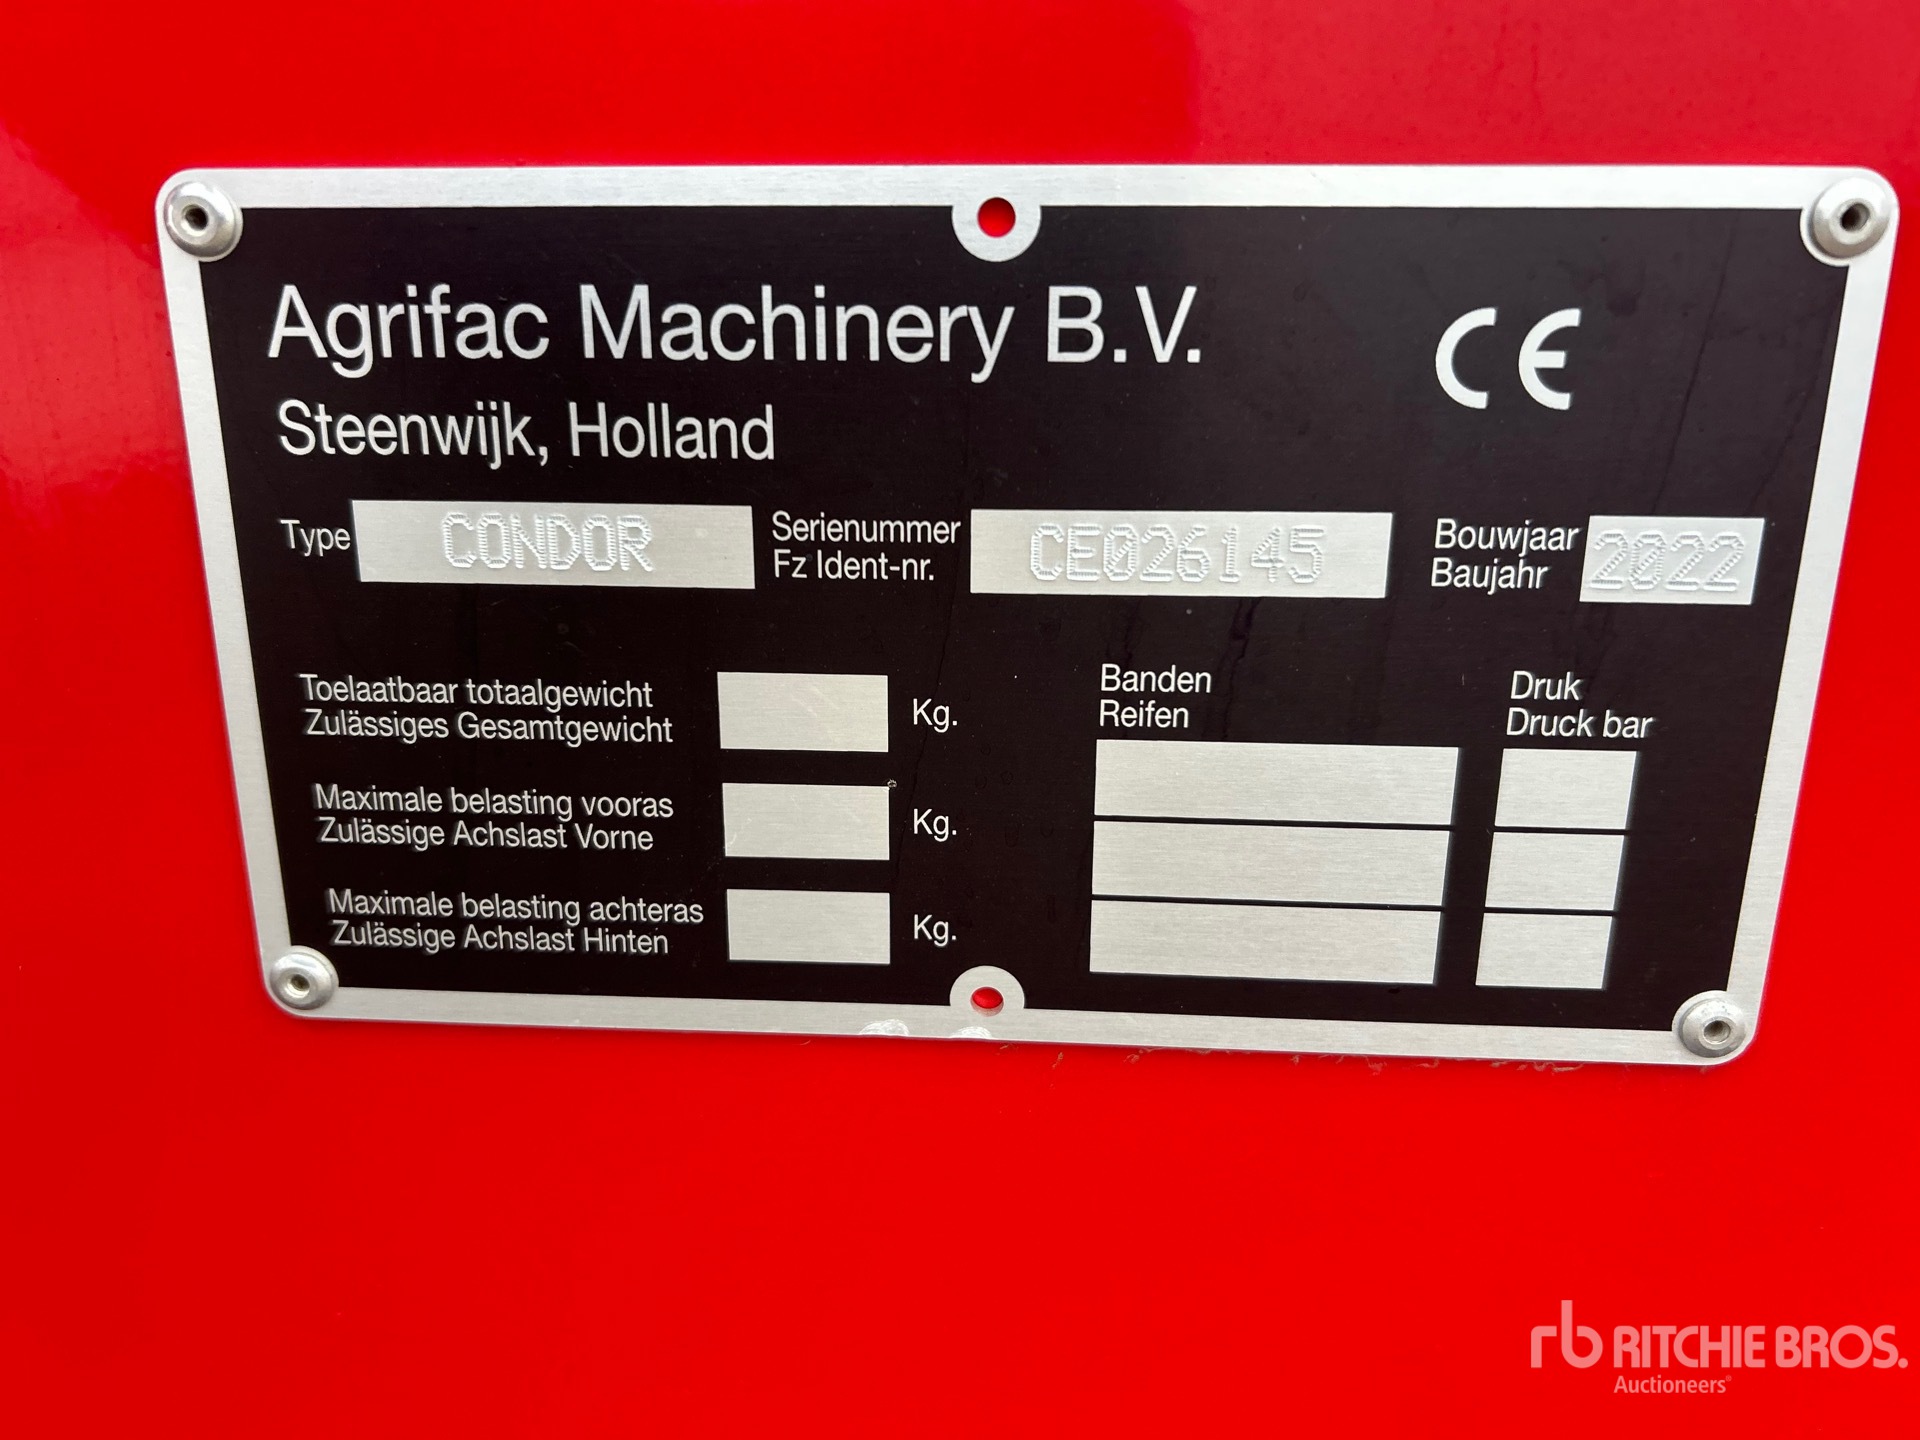 Agrifac Machinery B.V.
CE
Steenwijk, Holland
Type CONDOR
Serienummer
Fz Ident-nr.
CE026145
Bouwjaar
Baujahr
2022
Toelaatbaar totaalgewicht
Zulässiges Gesamtgewicht
Kg.
Maximale belasting vooras
Zulässige Achslast Vorne
Kg.
Maximale belasting achteras
Zulässige Achslast Hinten
Kg.
Banden
Reifen
Druk
Druck bar
rb RITCHIE BROS.
Auctioneers®